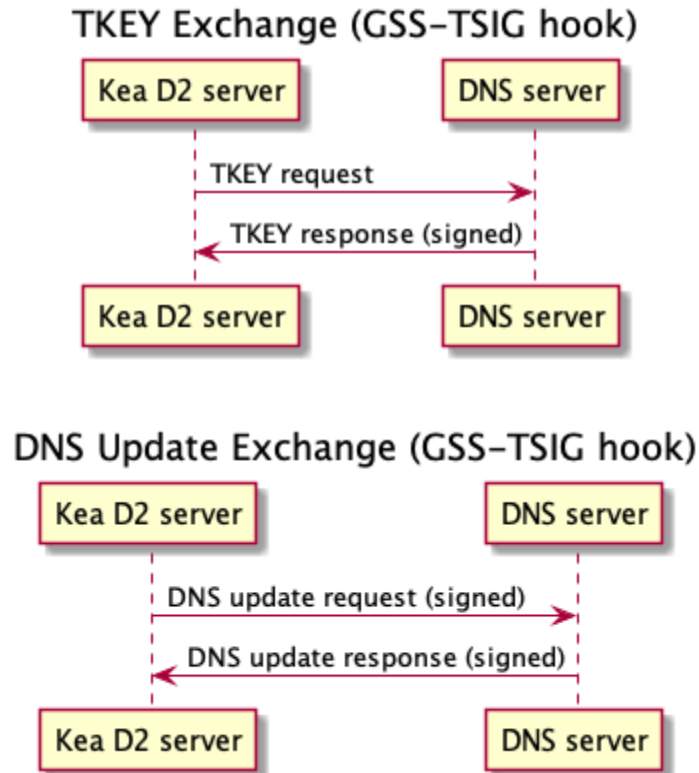 TKEY Exchange (GSS-TSIG hook)
Kea D2 server
DNS server
TKEY request
TKEY response (signed)
Kea D2 server
DNS server
DNS Update Exchange (GSS-TSIG hook)
Kea D2 server
DNS server
DNS update request (signed)
DNS update response (signed)
Kea D2 server
DNS server